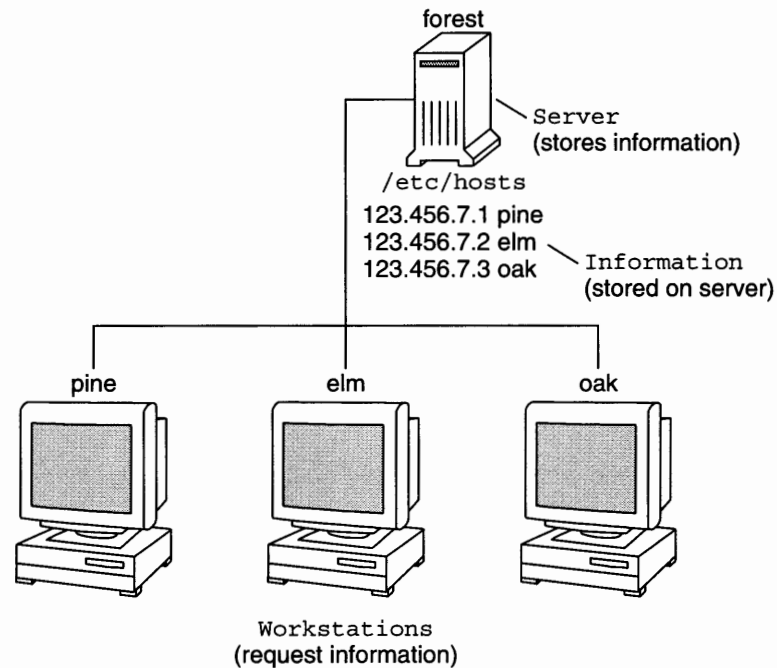 forest
Server
(stores information)
/etc/hosts
123.456.7.1 pine
123.456.7.2 elm
123.456.7.3 oak
Information
(stored on server)
pine
elm
oak
Workstations
(request information)